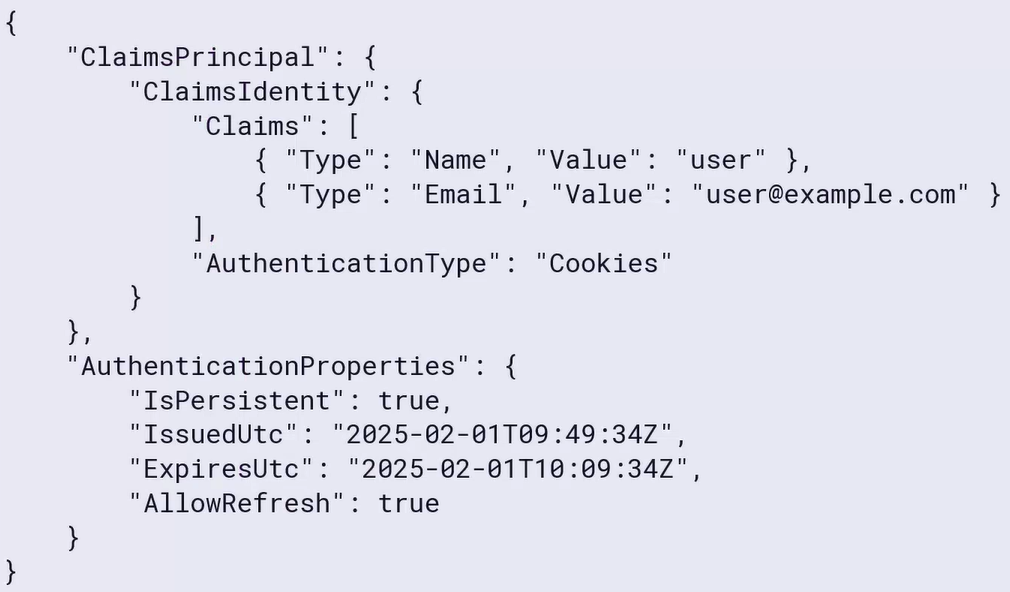 {
    "ClaimsPrincipal": {
        "ClaimsIdentity": {
            "Claims": [
                { "Type": "Name", "Value": "user" },
                { "Type": "Email", "Value": "user@example.com" }
            ],
            "AuthenticationType": "Cookies"
        }
    },
    "AuthenticationProperties": {
        "IsPersistent": true,
        "IssuedUtc": "2025-02-01T09:49:34Z",
        "ExpiresUtc": "2025-02-01T10:09:34Z",
        "AllowRefresh": true
    }
}